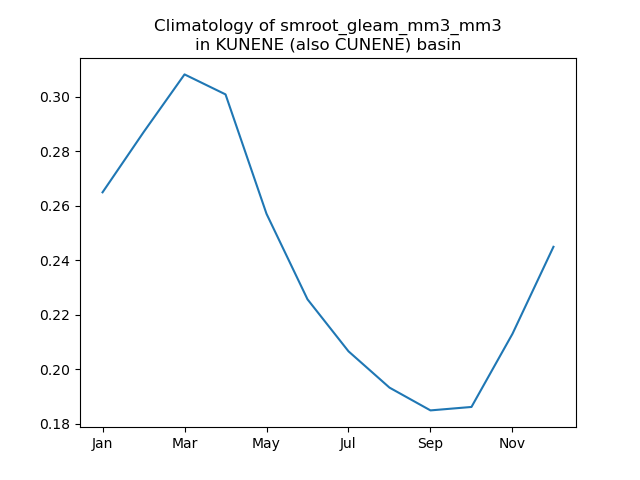 Climatology of smroot_gleam_mm3_mm3
in KUNENE (also CUNENE) basin
0.30
0.28
0.26
0.24
0.22
0.20
0.18
Jan Mar May Jul Sep Nov